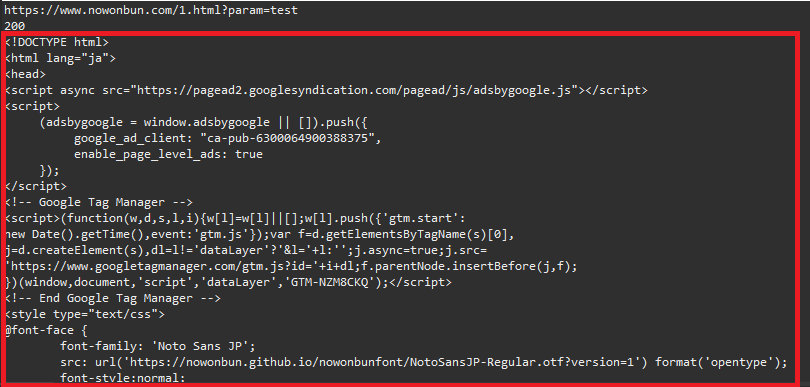 https://www.nowonbun.com/1.html?param=test
200
<!DOCTYPE html>
<html lang="ja">
<head>
<script async src="https://pagead2.googlesyndication.com/pagead/js/adsbygoogle.js"></script>
<script>
     (adsbygoogle = window.adsbygoogle || []).push({
          google_ad_client: "ca-pub-6300064900388375",
          enable_page_level_ads: true
     });
</script>
<!-- Google Tag Manager -->
<script>(function(w,d,s,l,i){w[l]=w[l]||[];w[l].push({'gtm.start':
new Date().getTime(),event:'gtm.js'});var f=d.getElementsByTagName(s)[0],
j=d.createElement(s),dl=l!='dataLayer'?'&l='+l:'';j.async=true;j.src=
'https://www.googletagmanager.com/gtm.js?id='+i+dl;f.parentNode.insertBefore(j,f);
})(window,document,'script','dataLayer','GTM-NZM8CKQ');</script>
<!-- End Google Tag Manager -->
<style type="text/css">
@font-face {
        font-family: 'Noto Sans JP';
        src: url('https://nowonbun.github.io/nowonbunfont/NotoSansJP-Regular.otf?version=1') format('opentype');
        font-style:normal;